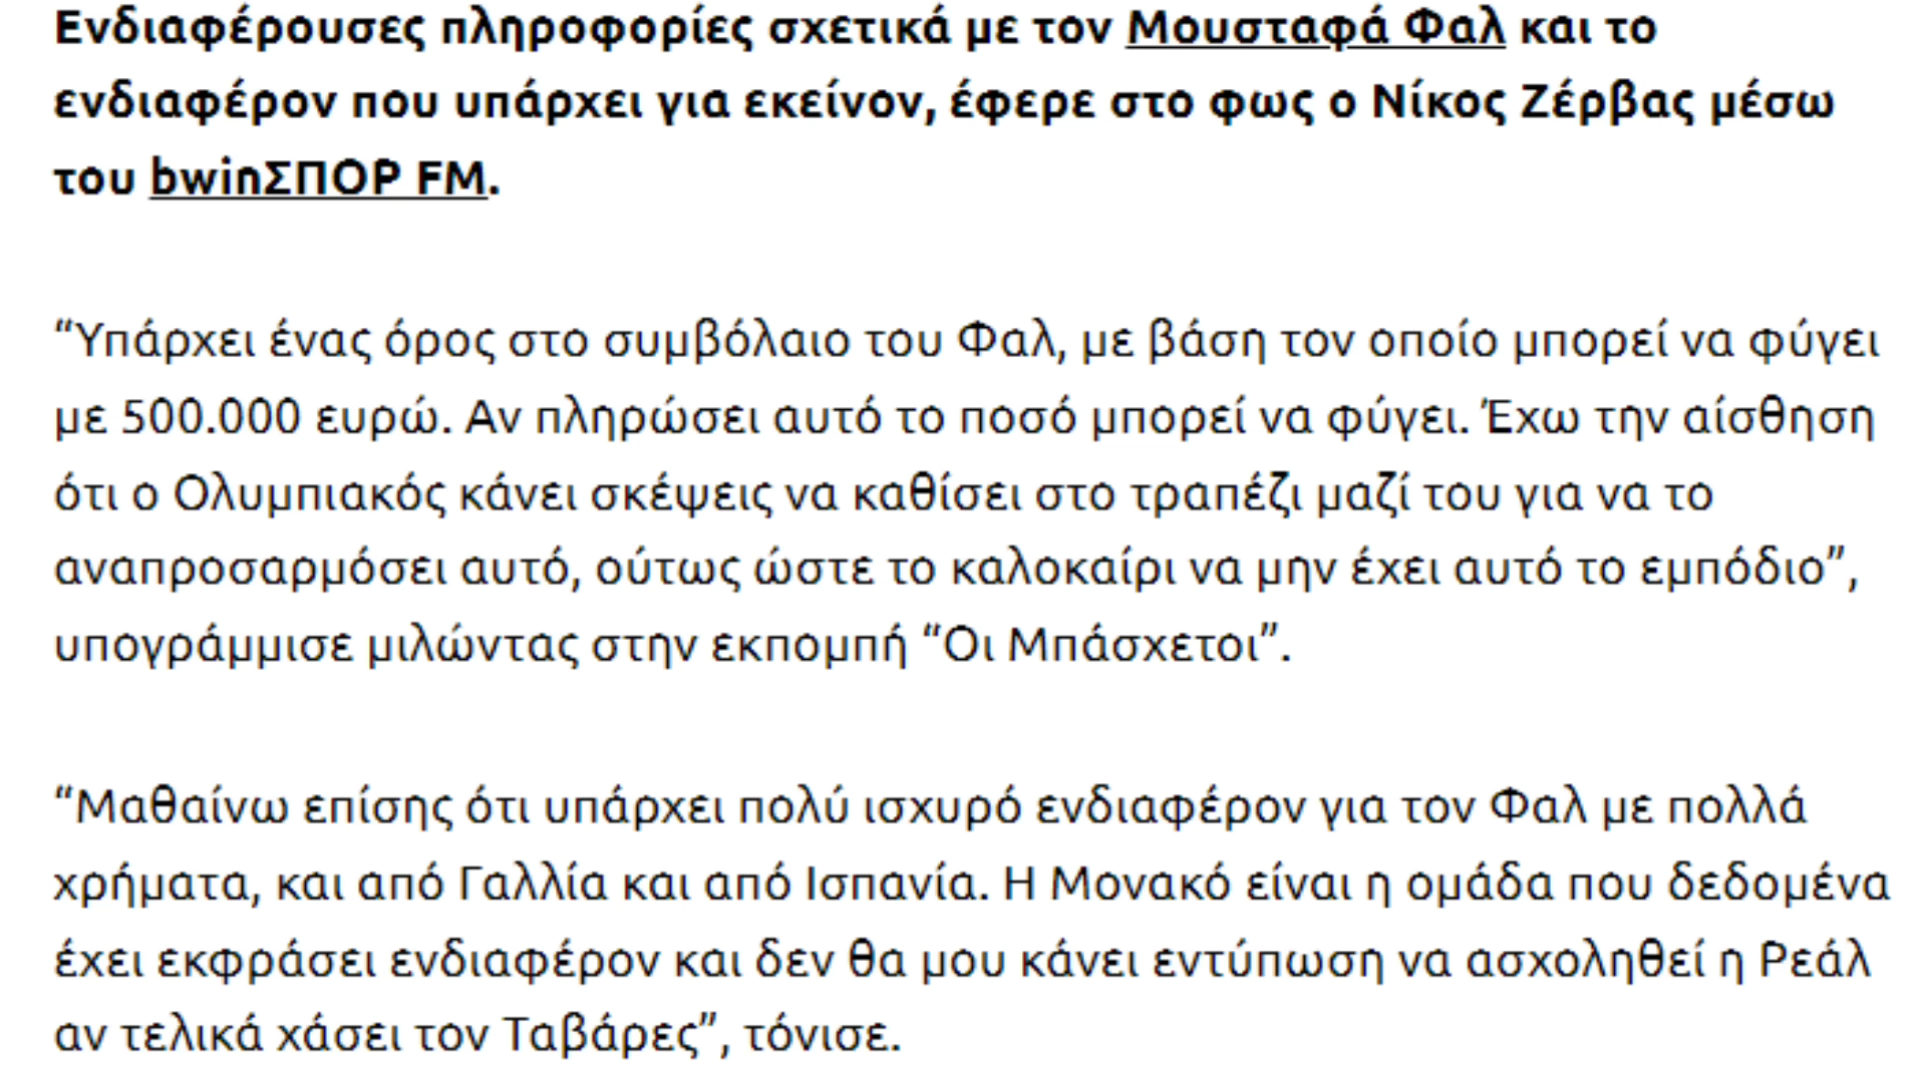 Ενδιαφέρουσες πληροφορίες σχετικά με τον Μουσταφά Φαλ και το
ενδιαφέρον που υπάρχει για εκείνον, έφερε στο φως ο Νίκος Ζέρβας μέσω
του bwinΣΠΟΡ FM.
“Υπάρχει ένας όρος στο συμβόλαιο του Φαλ, με βάση τον οποίο μπορεί να φύγει
με 500.000 ευρώ. Αν πληρώσει αυτό το ποσό μπορεί να φύγει. Έχω την αίσθηση
ότι ο Ολυμπιακός κάνει σκέψεις να καθίσει στο τραπέζι μαζί του για να το
αναπροσαρμόσει αυτό, ούτως ώστε το καλοκαίρι να μην έχει αυτό το εμπόδιο”,
υπογράμμισε μιλώντας στην εκπομπή “Οι Μπάσχετοι”.
“Μαθαίνω επίσης ότι υπάρχει πολύ ισχυρό ενδιαφέρον για τον Φαλ με πολλά
χρήματα, και από Γαλλία και από Ισπανία. Η Μονακό είναι η ομάδα που δεδομένα
έχει εκφράσει ενδιαφέρον και δεν θα μου κάνει εντύπωση να ασχοληθεί η Ρεάλ
αν τελικά χάσει τον Ταβάρες”, τόνισε.